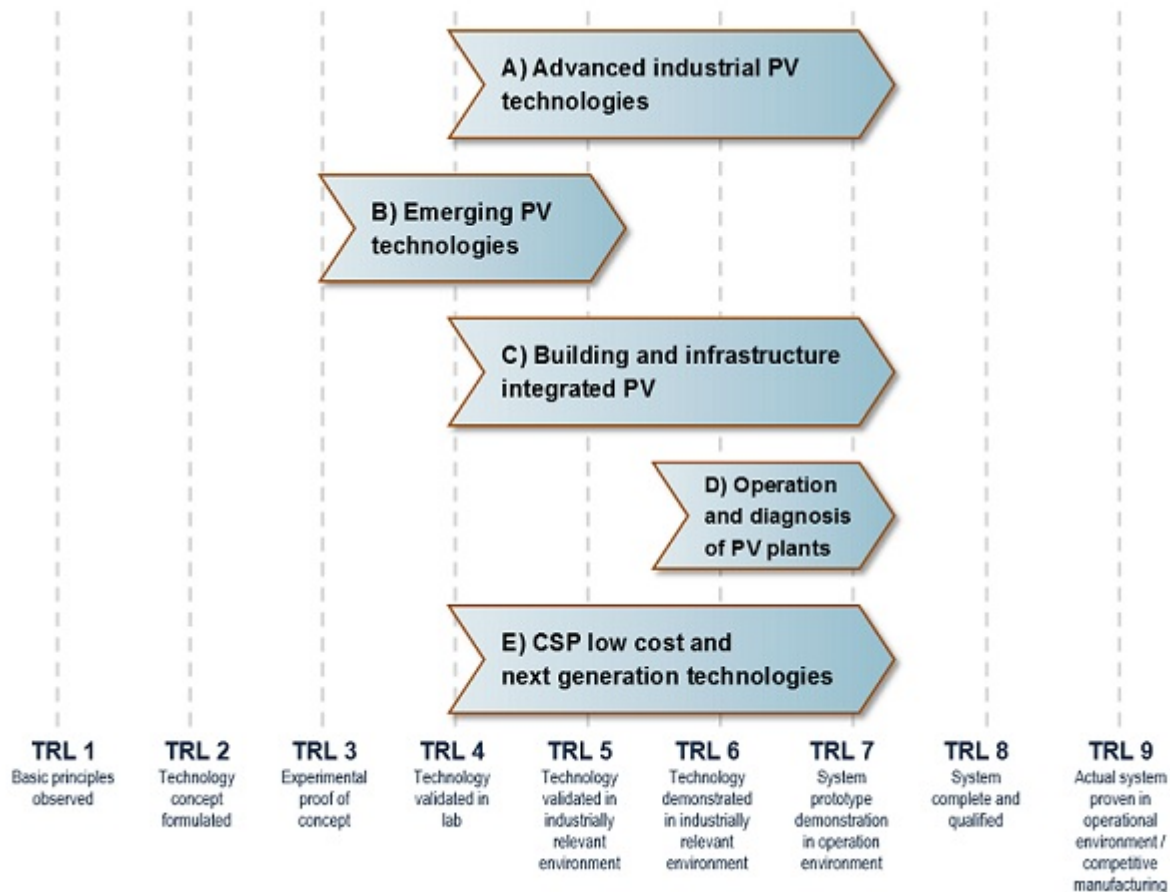 A) Advanced industrial PV
technologies
B) Emerging PV
technologies
C) Building and infrastructure
integrated PV
D) Operation
and diagnosis
of PV plants
E) CSP low cost and
next generation technologies
TRL 1
Basic principles
observed
TRL 2
Technology
concept
formulated
TRL 3
Experimental
proof of
concept
TRL 4
Technology
validated in
lab
TRL 5
Technology
validated in
industrially
relevant
environment
TRL 6
Technology
demonstrated
in industrially
relevant
environment
TRL 7
System
prototype
demonstration
in operation
environment
TRL 8
System
complete and
qualified
TRL 9
Actual system
proven in
operational
environment /
competitive
manufacturing